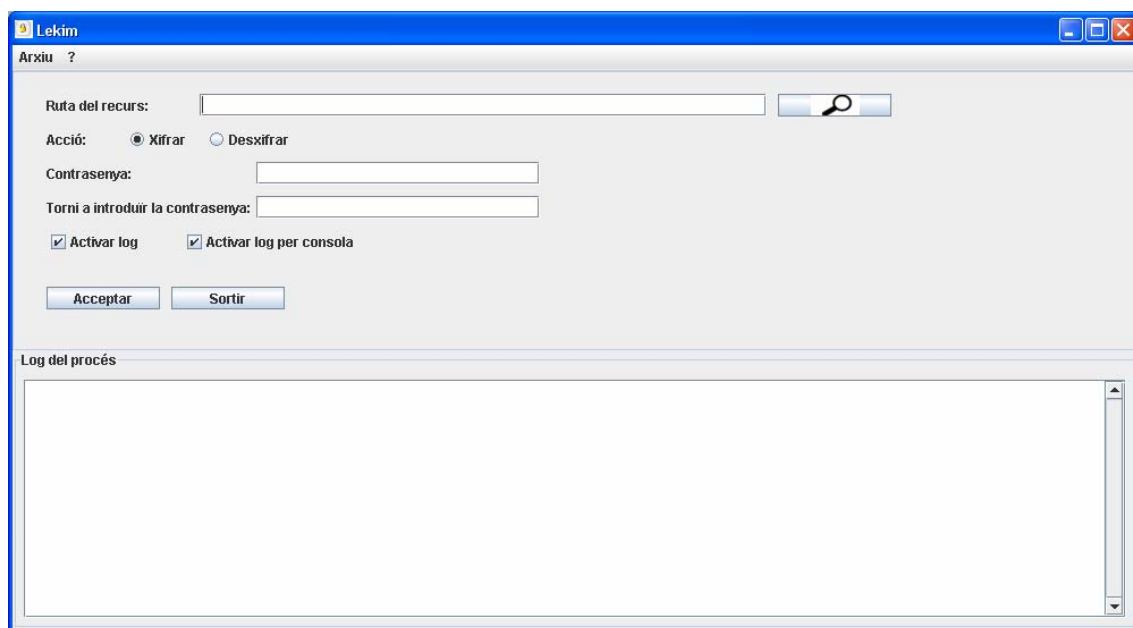 Lekim
Arxiu ?
Ruta del recurs:
Acció: Xifrar Desxifrar
Contrasenya:
Torni a introduïr la contrasenya:
Activar log Activar log per consola
Acceptar Sortir
Log del procés